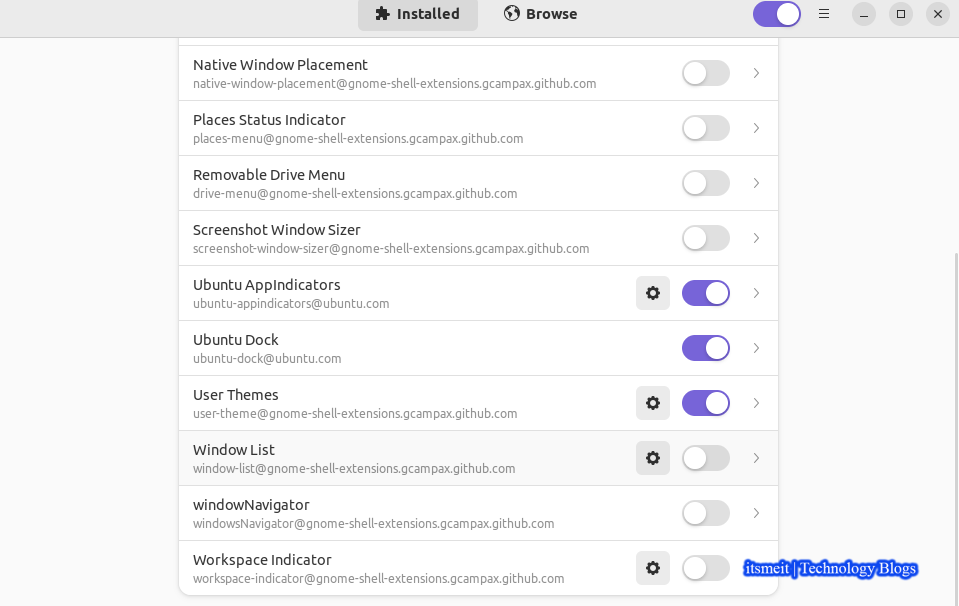 Installed
Browse
Native Window Placement
native-window-placement@gnome-shell-extensions.gcampax.github.com
Places Status Indicator
places-menu@gnome-shell-extensions.gcampax.github.com
Removable Drive Menu
drive-menu@gnome-shell-extensions.gcampax.github.com
Screenshot Window Sizer
screenshot-window-sizer@gnome-shell-extensions.gcampax.github.com
Ubuntu AppIndicators
ubuntu-appindicators@ubuntu.com
Ubuntu Dock
ubuntu-dock@ubuntu.com
User Themes
user-theme@gnome-shell-extensions.gcampax.github.com
Window List
window-list@gnome-shell-extensions.gcampax.github.com
windowNavigator
windowsNavigator@gnome-shell-extensions.gcampax.github.com
Workspace Indicator
workspace-indicator@gnome-shell-extensions.gcampax.github.com
itsmeit | Technology Blogs